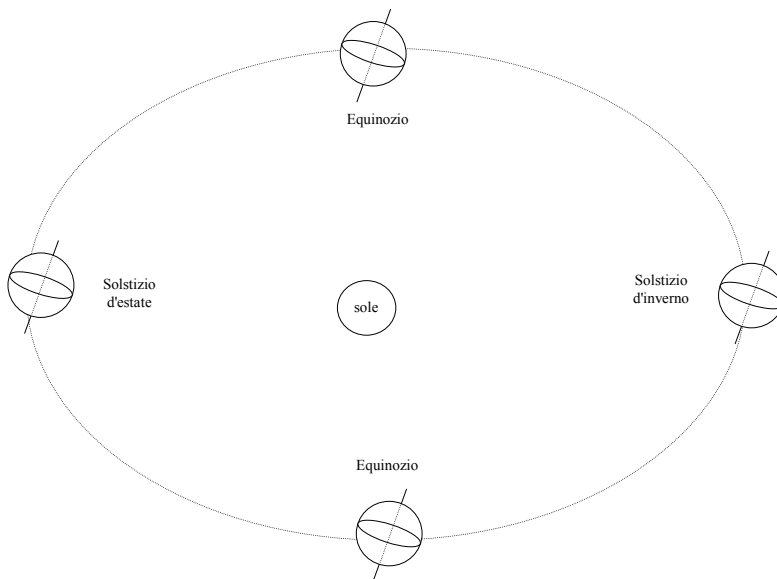 Equinozio
Solstizio
d'estate
sole
Solstizio
d'inverno
Equinozio